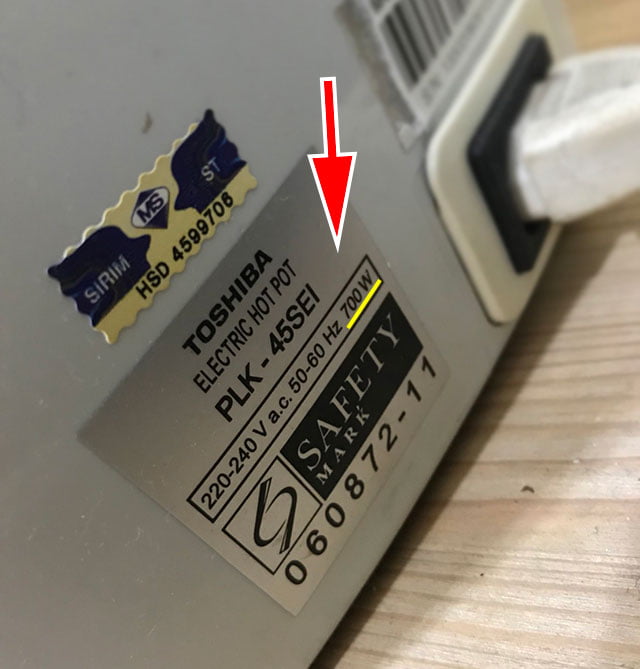 MS
ST
SIRIM
HSD 4599706
TOSHIBA
ELECTRIC HOT POT
PLK - 45SEI
220-240 V a.c. 50-60 Hz 700 W
SAFETY
MARK
060872-11